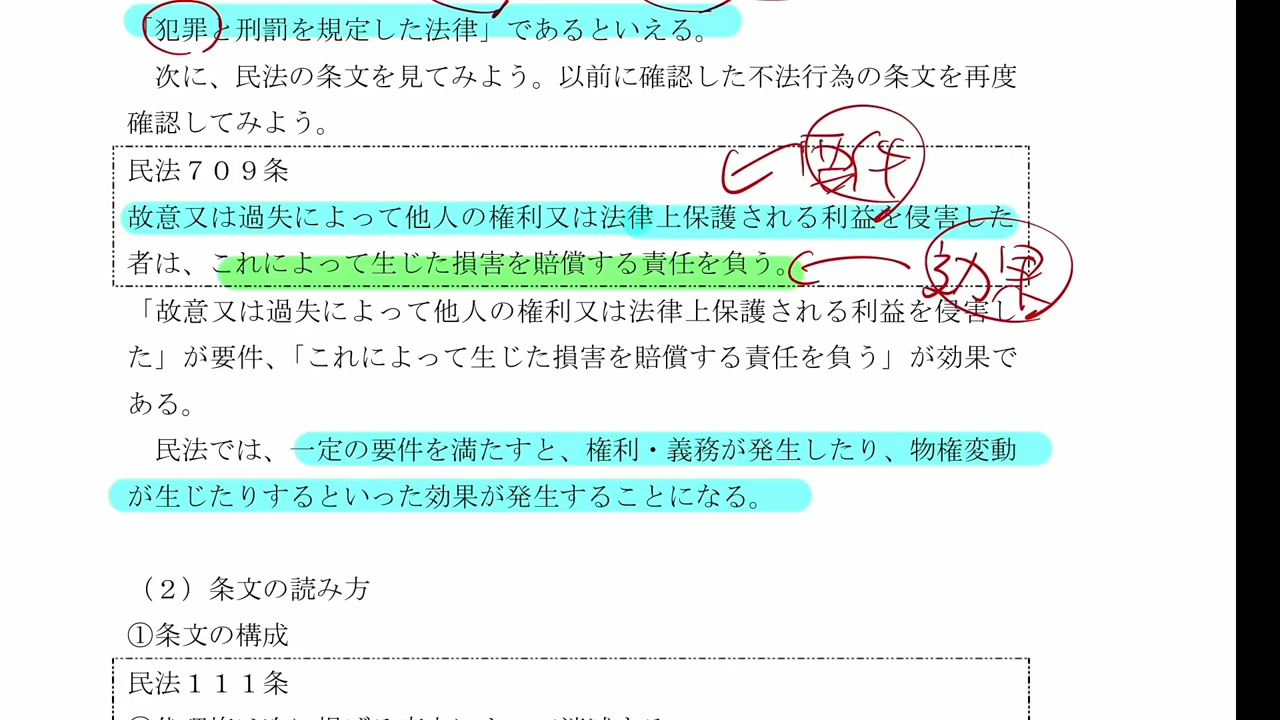 「犯罪と刑罰を規定した法律」であるといえる。
次に、民法の条文を見てみよう。以前に確認した不法行為の条文を再度
確認してみよう。
要件
民法７０９条
故意又は過失によって他人の権利又は法律上保護される利益を侵害した
者は、これによって生じた損害を賠償する責任を負う。
効果
「故意又は過失によって他人の権利又は法律上保護される利益を侵害し
た」が要件、「これによって生じた損害を賠償する責任を負う」が効果で
ある。
民法では、一定の要件を満たすと、権利・義務が発生したり、物権変動
が生じたりするといった効果が発生することになる。
（２）条文の読み方
①条文の構成
民法１１１条